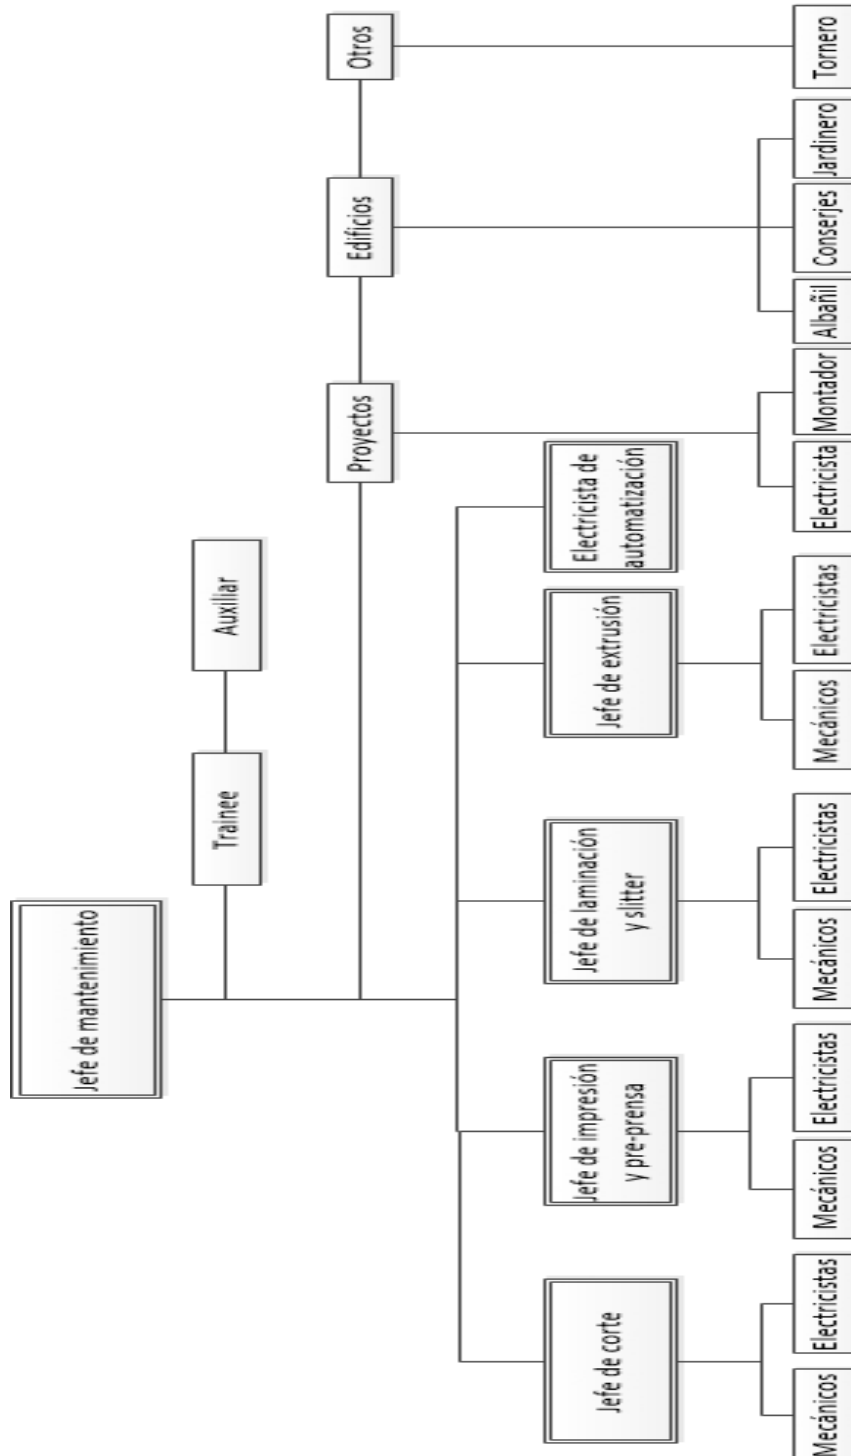 Jefe de mantenimiento
Trainee
Auxiliar
Proyectos
Edificios
Otros
Jefe de corte
Jefe de impresión
y pre-prensa
Jefe de laminación
y slitter
Jefe de extrusión
Electricista de
automatización
Mecánicos
Electricistas
Mecánicos
Electricistas
Mecánicos
Electricistas
Mecánicos
Electricistas
Electricista
Montador
Albañil
Conserjes
Jardinero
Tornero